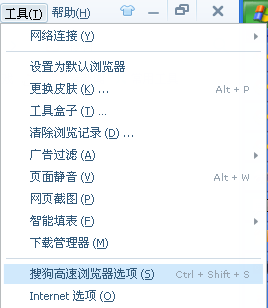 工具(T) 帮助(H)
网络连接 (Y)
设置为默认浏览器
更换皮肤 (K) ... Alt + P
工具盒子 (T) ...
清除浏览记录 (D) ...
广告过滤 (A)
页面静音 (V) Alt + W
网页截图 (P)
智能填表 (F)
下载管理器 (M)
搜狗高速浏览器选项 (S) Ctrl + Shift + S
Internet 选项 (O)